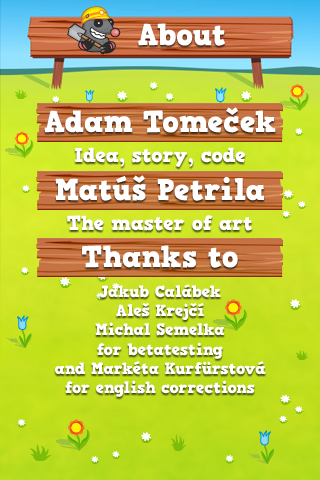 About
Adam Tomeček
Idea, story, code
Matúš Petrila
The master of art
Thanks to
Jakub Calábek
Aleš Krejčí
Michal Semelka
for betatesting
and Markéta Kurfürstová
for english corrections